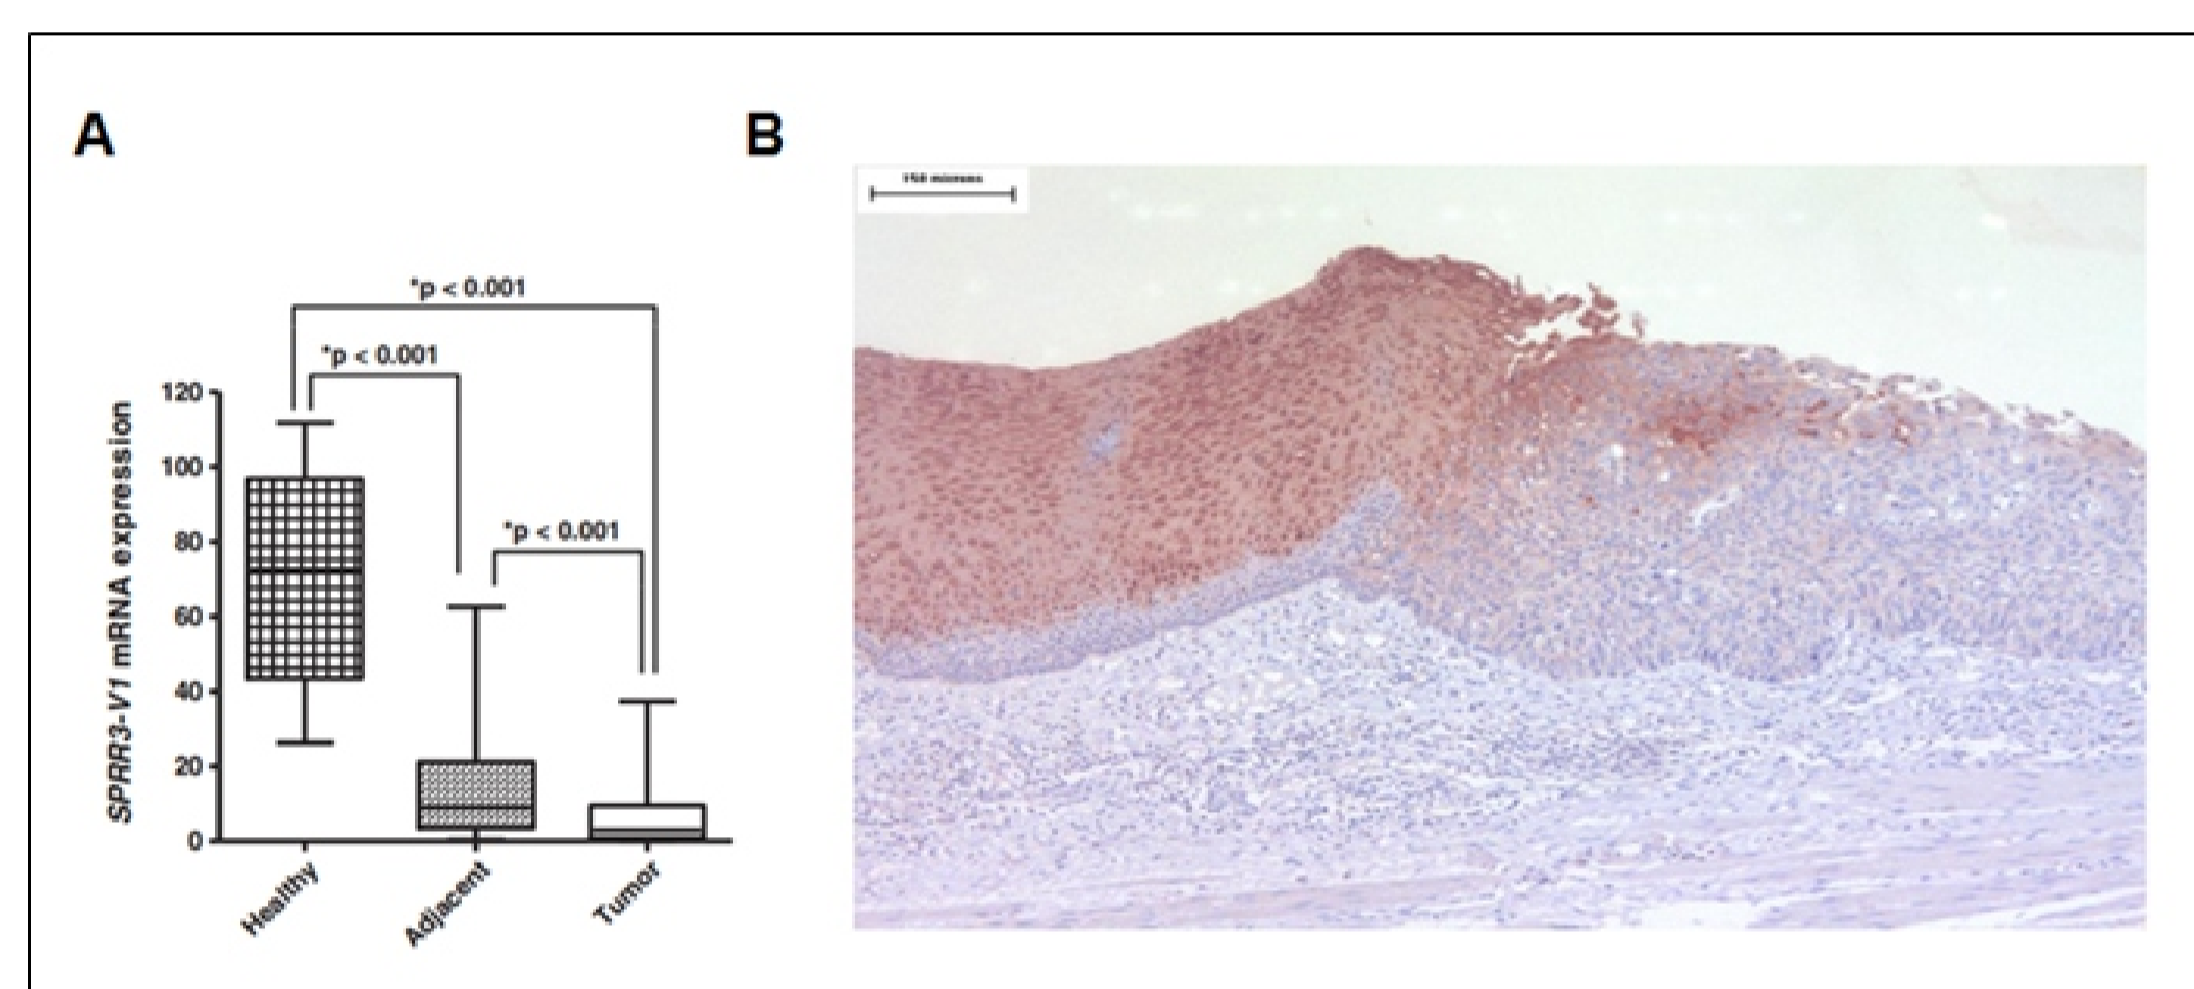 A
B
*p < 0.001
*p < 0.001
*p < 0.001
SPRR3-V1 mRNA expression
120
100
80
60
40
20
0
Healthy
Adjacent
Tumor
microns